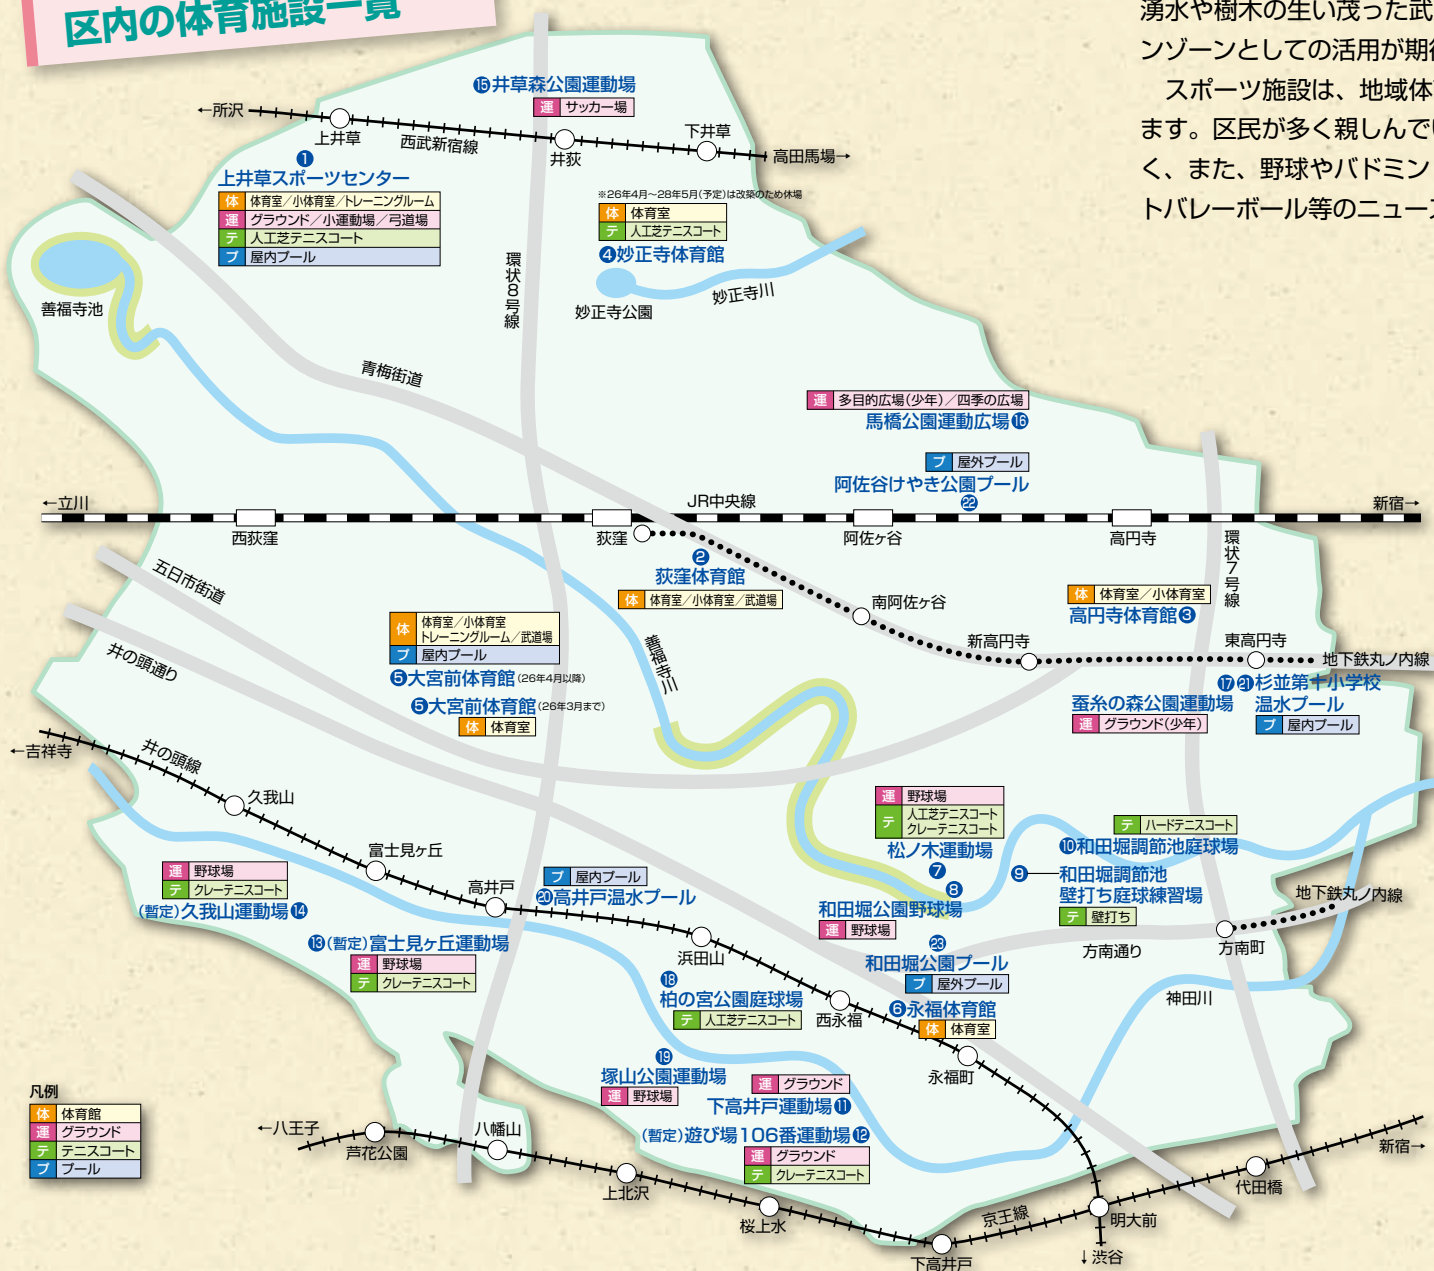 区内の体育施設一覧
湧水や樹木の生い茂った武
ンゾーンとしての活用が期
スポーツ施設は、地域体
ます。区民が多く親しんで
く、また、野球やバドミン
トバレーボール等のニュー
⑮井草森公園運動場
運 サッカー場
←所沢
上井草
西武新宿線
井荻
下井草
高田馬場→
①
上井草スポーツセンター
体 体育室/小体育室/トレーニングルーム
運 グラウンド/小運動場/弓道場
テ 人工芝テニスコート
プ 屋内プール
※26年4月~28年5月(予定)は改築のため休場
体 体育室
テ 人工芝テニスコート
④妙正寺体育館
妙正寺公園
妙正寺川
環状8号線
善福寺池
青梅街道
運 多目的広場(少年)/四季の広場
馬橋公園運動広場⑯
プ 屋外プール
阿佐谷けやき公園プール
㉒
←立川
JR中央線
新宿→
西荻窪
荻窪
阿佐ヶ谷
高円寺
環状7号線
②
荻窪体育館
体 体育室/小体育室/武道場
南阿佐ヶ谷
体 体育室/小体育室
高円寺体育館③
新高円寺
東高円寺
地下鉄丸ノ内線
五日市街道
井の頭通り
体 体育室/小体育室
トレーニングルーム/武道場
プ 屋内プール
⑤大宮前体育館(26年4月以降)
⑤大宮前体育館(26年3月まで)
体 体育室
善福寺川
⑰㉑杉並第十小学校
温水プール
プ 屋内プール
蚕糸の森公園運動場
運 グラウンド(少年)
←吉祥寺
井の頭線
久我山
富士見ヶ丘
高井戸
運 野球場
テ 人工芝テニスコート
クレーテニスコート
松ノ木運動場
⑦
⑧
和田堀公園野球場
運 野球場
テ ハードテニスコート
⑩和田堀調節池庭球場
⑨
和田堀調節池
壁打ち庭球練習場
テ 壁打ち
地下鉄丸ノ内線
方南町
方南通り
神田川
運 野球場
テ クレーテニスコート
(暫定)久我山運動場⑭
プ 屋内プール
⑳高井戸温水プール
⑬(暫定)富士見ヶ丘運動場
運 野球場
テ クレーテニスコート
浜田山
㉓
和田堀公園プール
プ 屋外プール
⑱
柏の宮公園庭球場
テ 人工芝テニスコート
西永福
⑥永福体育館
体 体育室
永福町
⑲
塚山公園運動場
運 野球場
運 グラウンド
下高井戸運動場⑪
(暫定)遊び場106番運動場⑫
運 グラウンド
テ クレーテニスコート
凡例
体 体育館
運 グラウンド
テ テニスコート
プ プール
←八王子
芦花公園
八幡山
上北沢
桜上水
下高井戸
京王線
明大前
代田橋
新宿→
↓渋谷